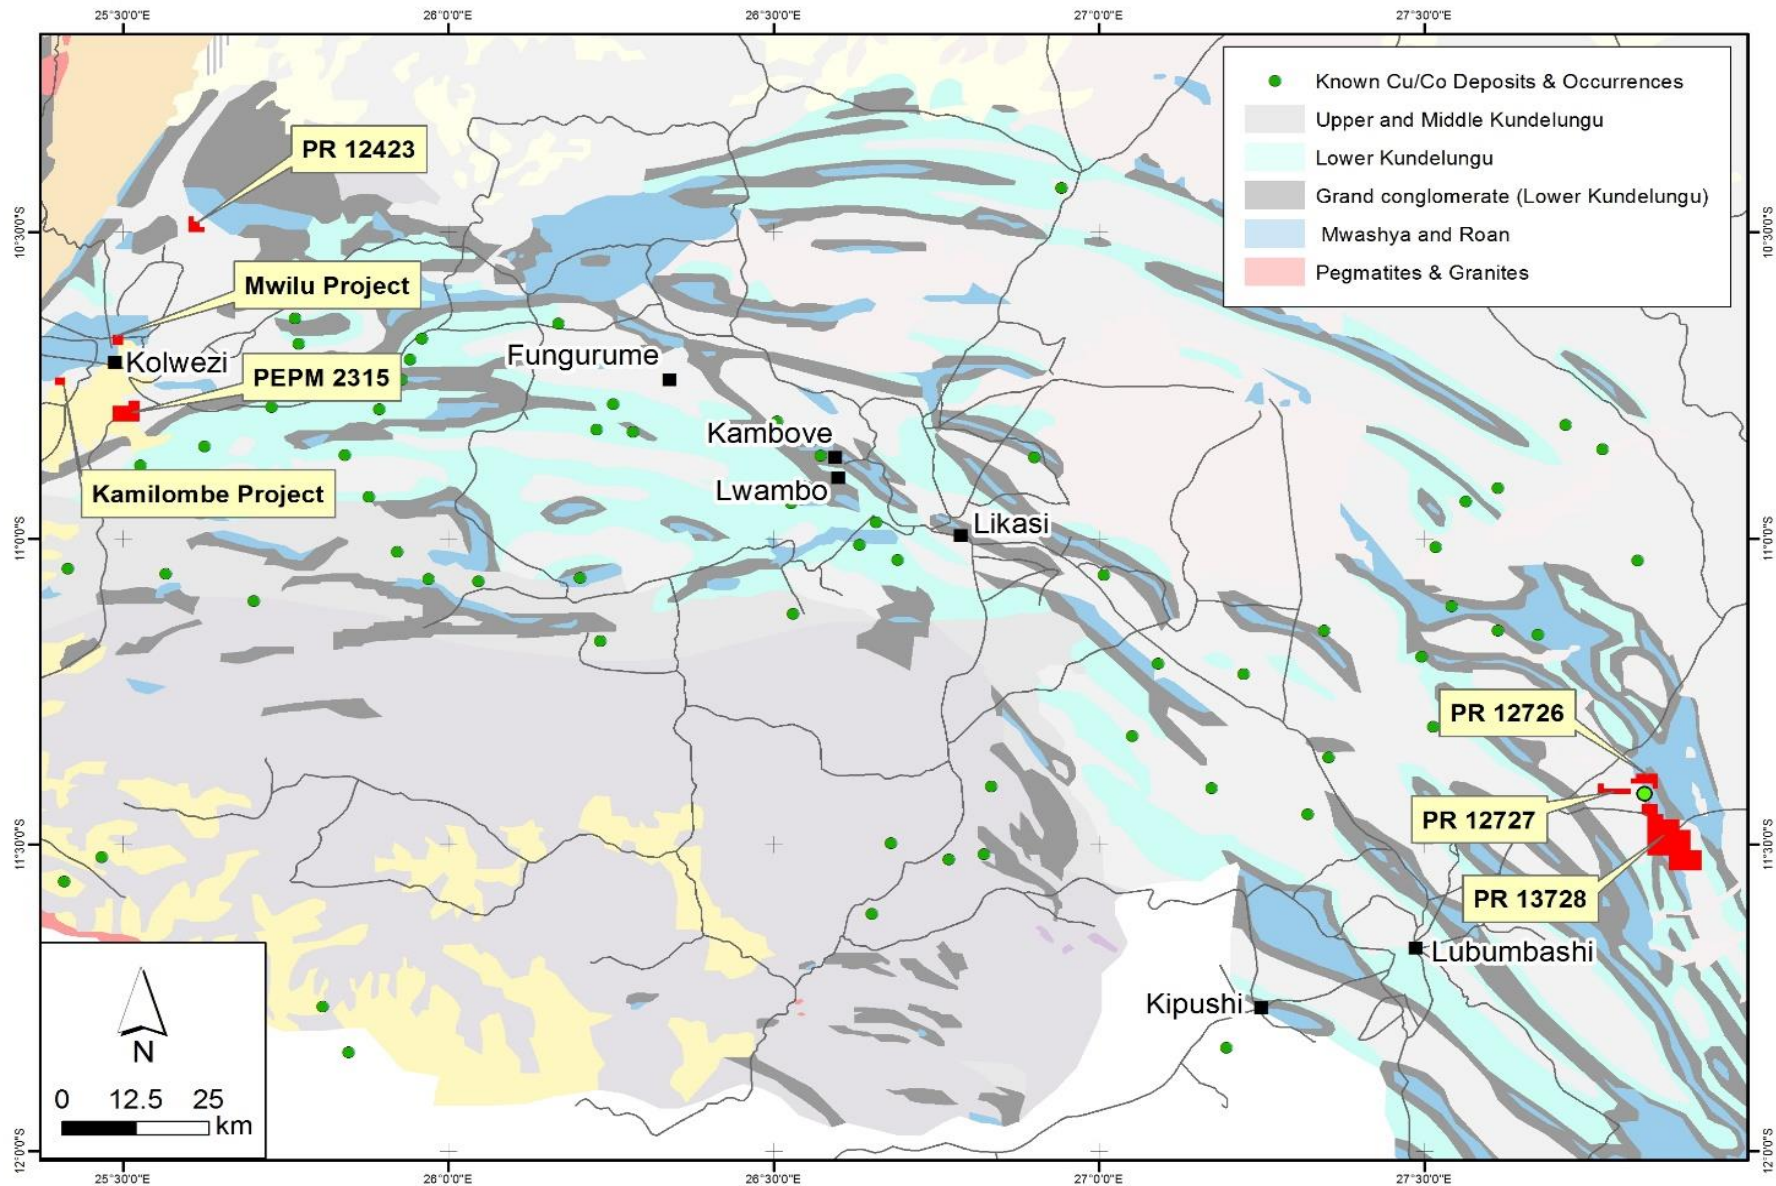 25°30'0"E 26°0'0"E 26°30'0"E 27°0'0"E 27°30'0"E
Known Cu/Co Deposits & Occurrences
Upper and Middle Kundelungu
Lower Kundelungu
Grand conglomerate (Lower Kundelungu)
Mwashya and Roan
Pegmatites & Granites
PR 12423
10°30'0"S 10°30'0"S
Mwilu Project
Kolwezi
Fungurume
PEPM 2315
Kambove
Kamilombe Project
Lwambo
Likasi
11°0'0"S 11°0'0"S
PR 12726
PR 12727
11°30'0"S 11°30'0"S
PR 13728
Lubumbashi
Kipushi
N
0 12.5 25
km
12°0'0"S 12°0'0"S
25°30'0"E 26°0'0"E 26°30'0"E 27°0'0"E 27°30'0"E